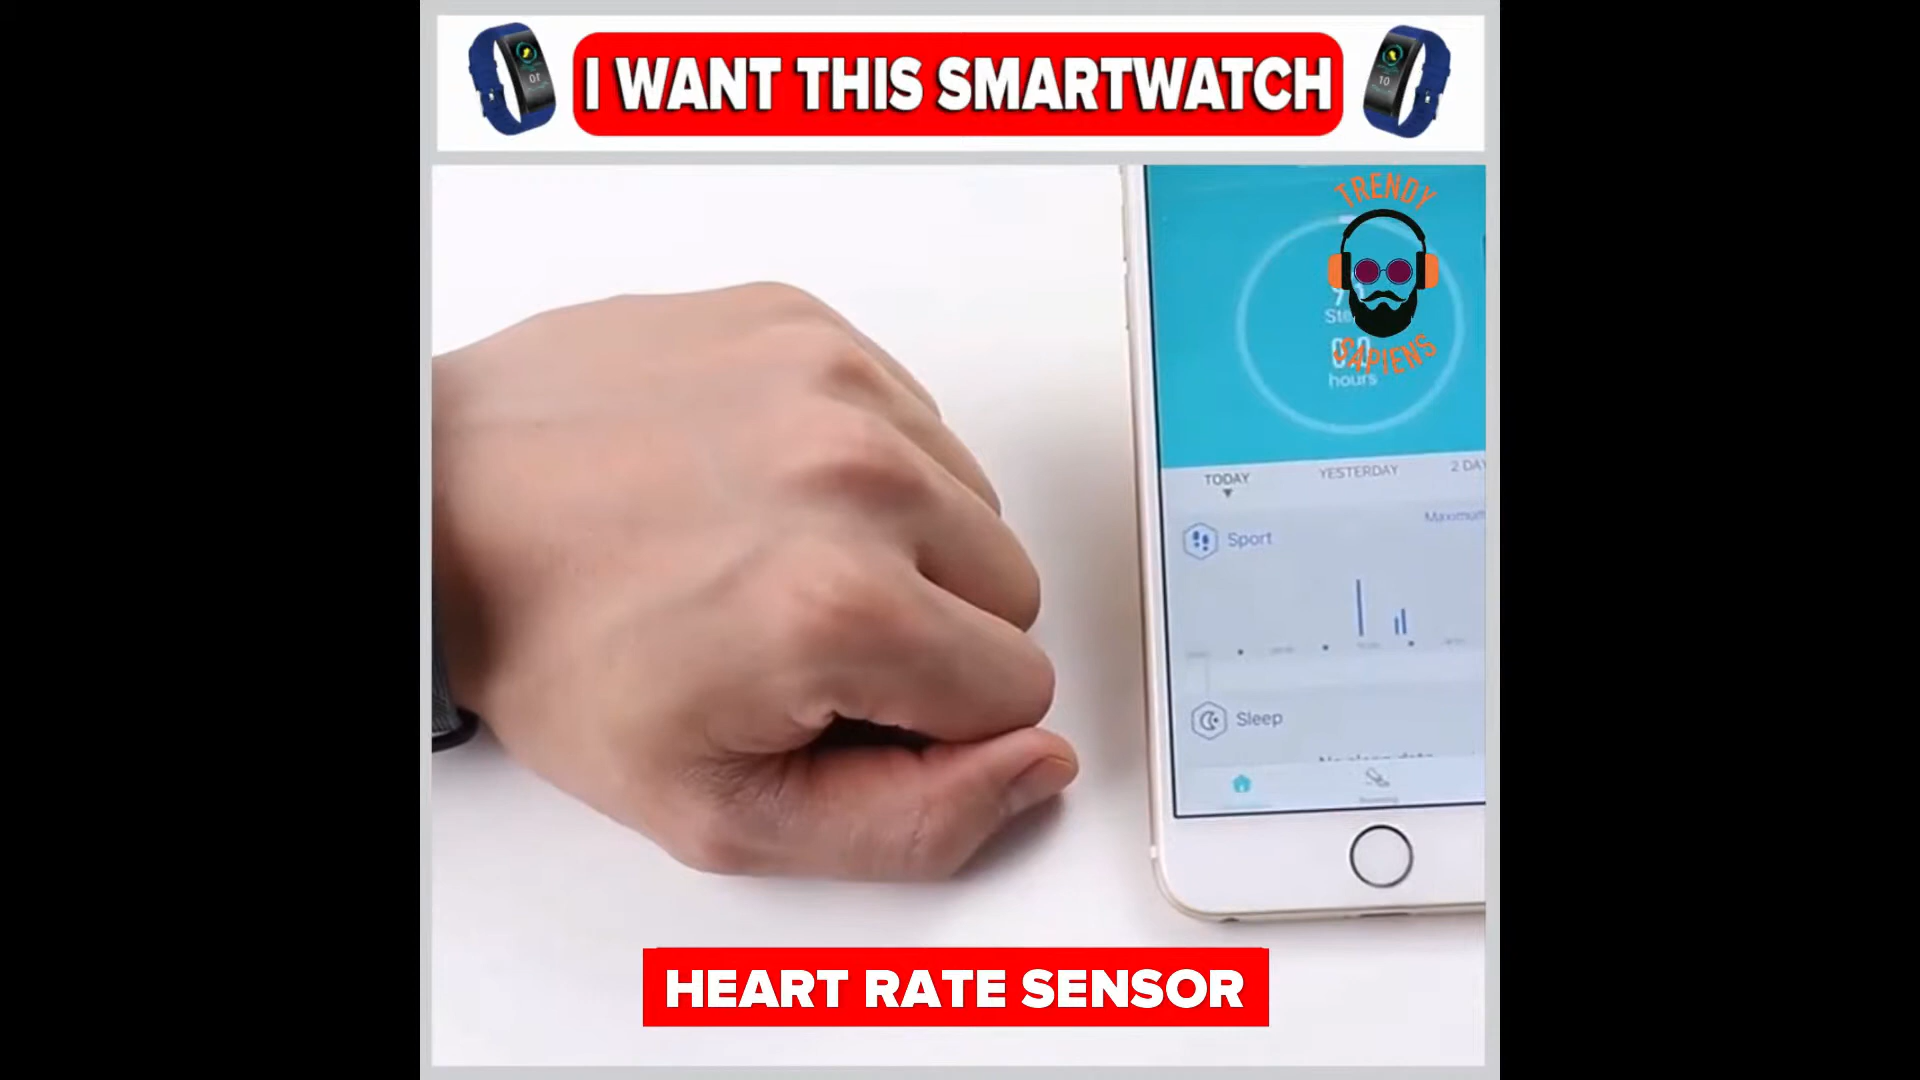 I WANT THIS SMARTWATCH
TRENDY
SAPIENS
hours
TODAY
YESTERDAY
Sport
Sleep
HEART RATE SENSOR